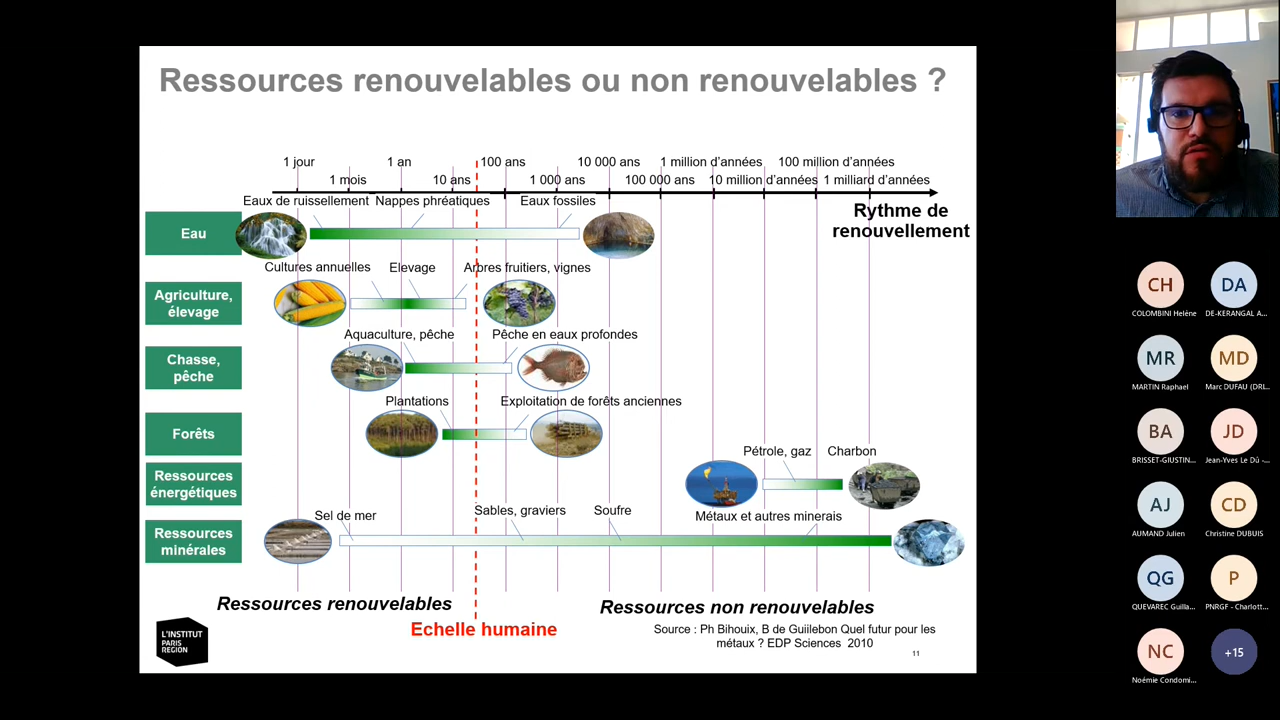 Ressources renouvelables ou non renouvelables ?
1 jour
1 an
100 ans
10 000 ans
1 million d'années
100 million d'années
1 mois
10 ans
1 000 ans
100 000 ans
10 million d'années
1 milliard d'années
Rythme de
renouvellement
Eau
Eaux de ruissellement
Nappes phréatiques
Eaux fossiles
Agriculture,
élevage
Cultures annuelles
Elevage
Arbres fruitiers, vignes
Chasse,
pêche
Aquaculture, pêche
Pêche en eaux profondes
Forêts
Plantations
Exploitation de forêts anciennes
Ressources
énergétiques
Pétrole, gaz
Charbon
Ressources
minérales
Sel de mer
Sables, graviers
Soufre
Métaux et autres minerais
Ressources renouvelables
Echelle humaine
Ressources non renouvelables
Source : Ph Bihouix, B de Guiilebon Quel futur pour les
métaux ? EDP Sciences 2010
11
L'INSTITUT
PARIS
REGION
CH
COLOMBINI Heléne
DA
DE-KERANGAL A...
MR
MARTIN Raphael
MD
Marc DUFAU (DRI...
BA
BRISSET-GIUSTIN...
JD
Jean-Yves Le Dû -...
AJ
AUMAND Julien
CD
Christine DUBUIS
QG
QUEVAREC Guilla...
P
PNRGF - Charlott...
NC
Noémie Condomi...
+15